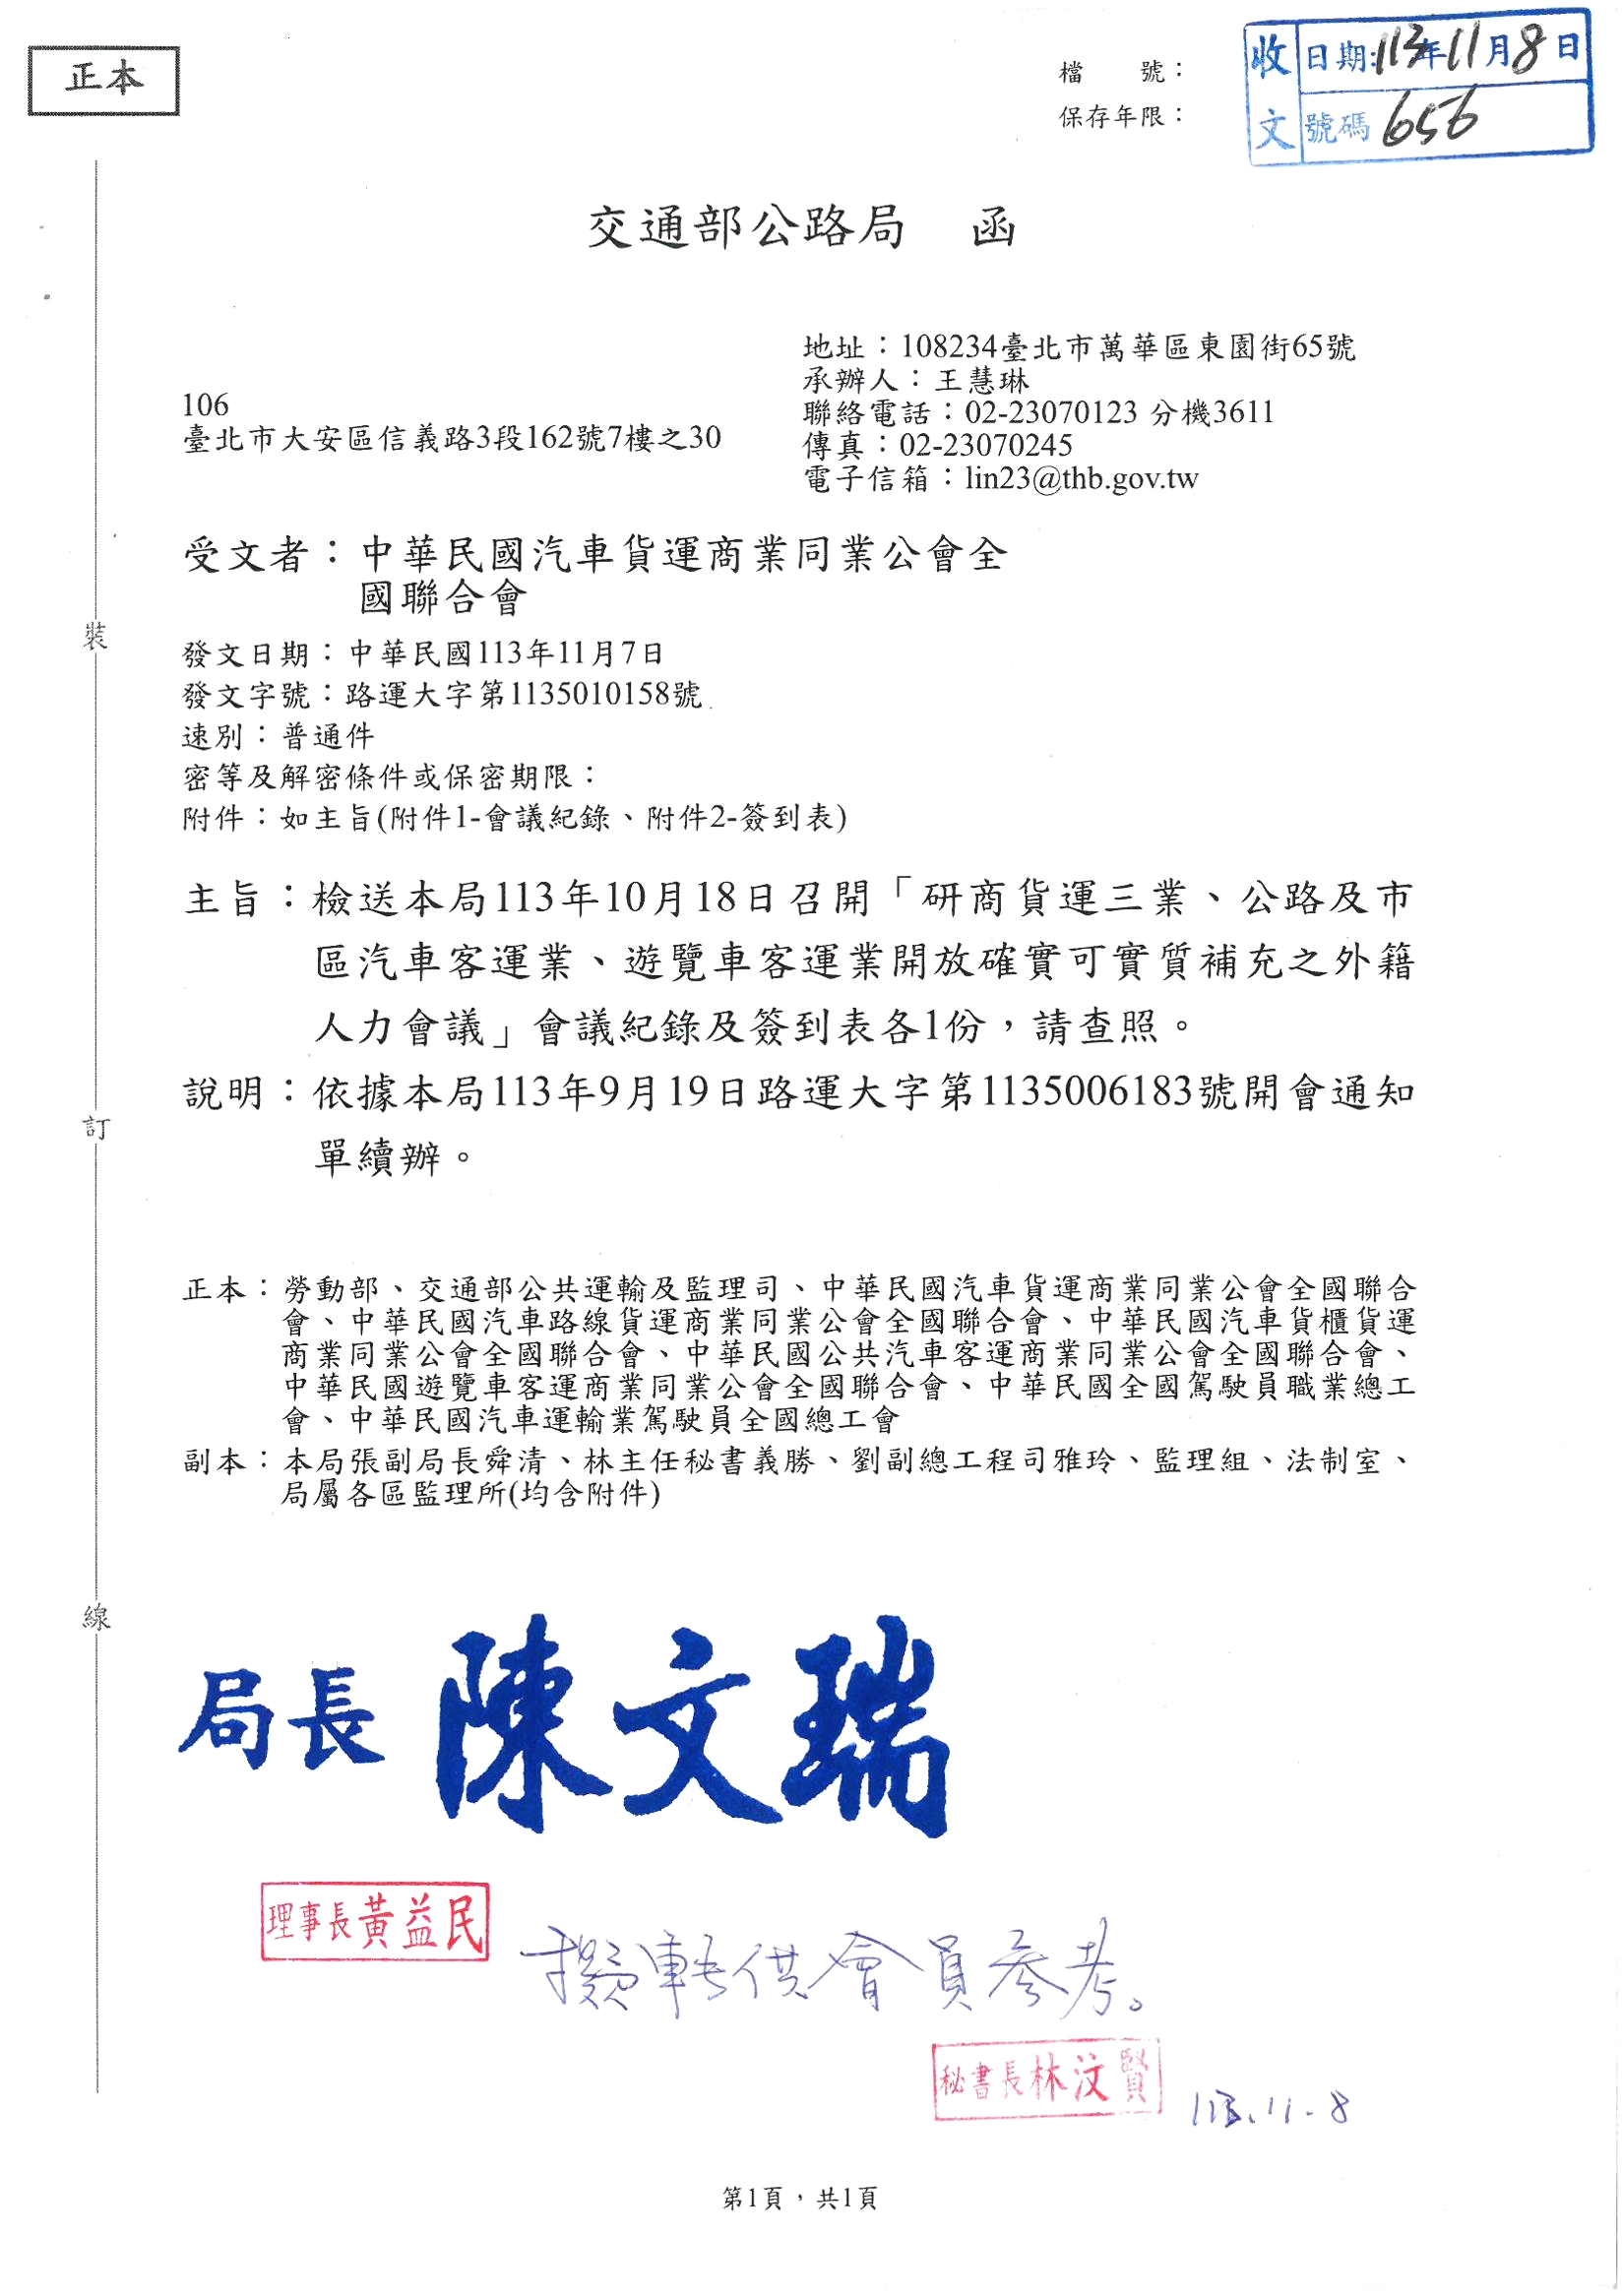 正本
檔　　號：
保存年限：
收文 日期:113年11月8日
號碼 656
交通部公路局　函
地址：108234臺北市萬華區東園街65號
承辦人：王慧琳
聯絡電話：02-23070123 分機3611
傳真：02-23070245
電子信箱：lin23@thb.gov.tw
106
臺北市大安區信義路3段162號7樓之30
受文者：中華民國汽車貨運商業同業公會全
國聯合會
發文日期：中華民國113年11月7日
發文字號：路運大字第1135010158號
速別：普通件
密等及解密條件或保密期限：
附件：如主旨(附件1-會議紀錄、附件2-簽到表)
主旨：檢送本局113年10月18日召開「研商貨運三業、公路及市
區汽車客運業、遊覽車客運業開放確實可實質補充之外籍
人力會議」會議紀錄及簽到表各1份，請查照。
說明：依據本局113年9月19日路運大字第1135006183號開會通知
單續辦。
正本：勞動部、交通部公共運輸及監理司、中華民國汽車貨運商業同業公會全國聯合
會、中華民國汽車路線貨運商業同業公會全國聯合會、中華民國汽車貨櫃貨運
商業同業公會全國聯合會、中華民國公共汽車客運商業同業公會全國聯合會、
中華民國遊覽車客運商業同業公會全國聯合會、中華民國全國駕駛員職業總工
會、中華民國汽車運輸業駕駛員全國總工會
副本：本局張副局長舜清、林主任秘書義勝、劉副總工程司雅玲、監理組、法制室、
局屬各區監理所(均含附件)
裝
訂
線
局長 陳文瑞
理事長黃益民
擬轉供會員參考。
秘書長林汶賢
113.11.8
第1頁，共1頁